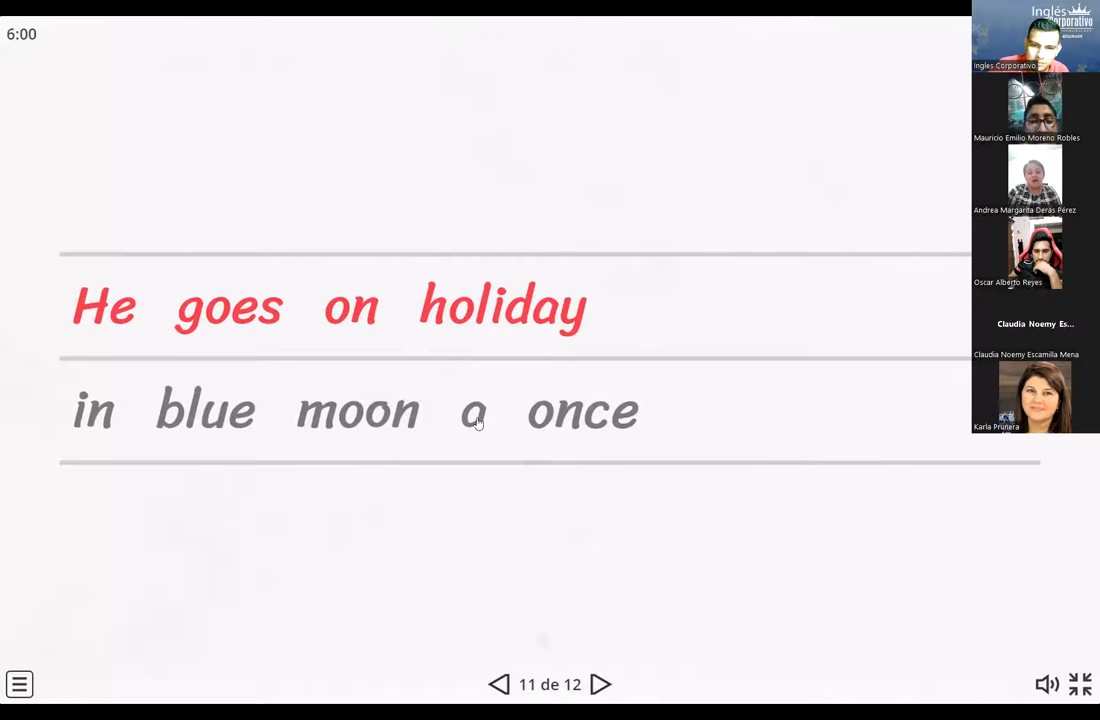 6:00
He goes on holiday
in blue moon a once
11 de 12
Inglés
Corporativo
Ingles Corporativo
Mauricio Emilio Moreno Robles
Andrea Margarita Deras Pérez
Oscar Alberto Reyes
Claudia Noemy Es...
Claudia Noemy Escamilla Mena
Karla Prunera